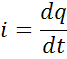 i = dq/dt